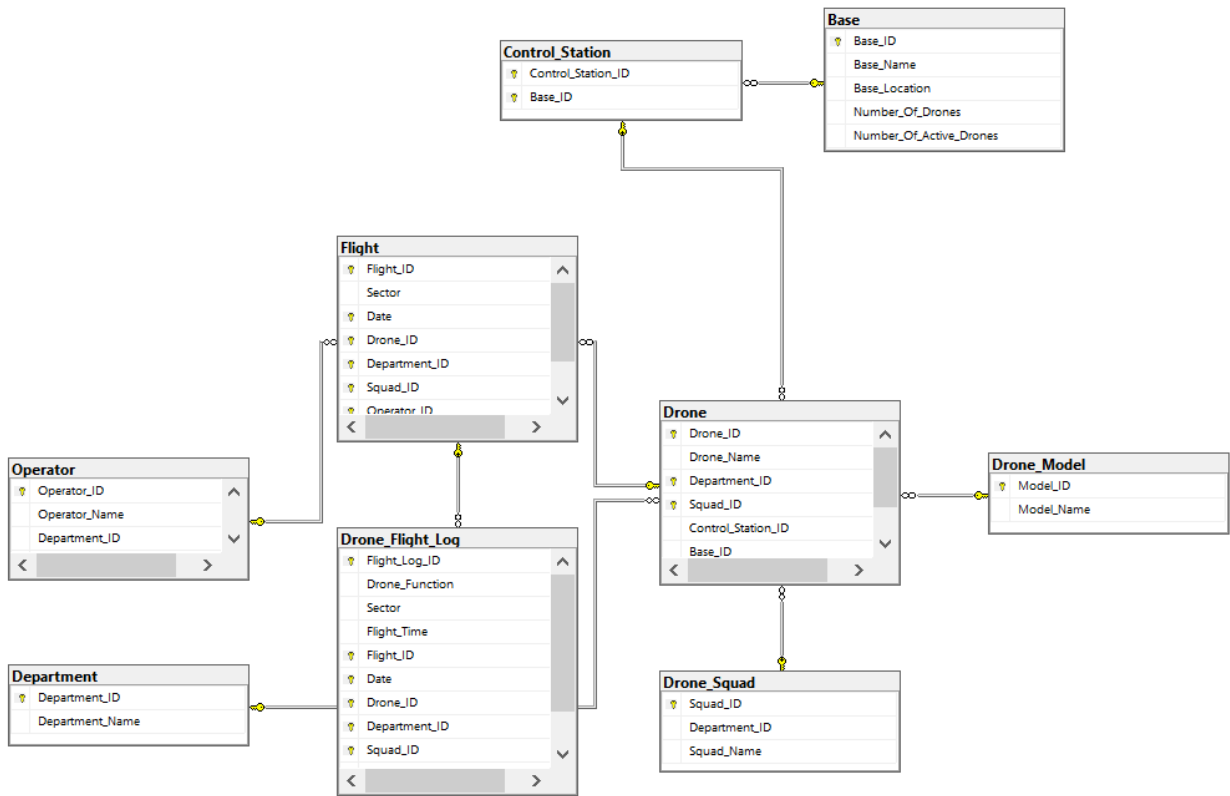 Base
Base_ID
Base_Name
Base_Location
Number_Of_Drones
Number_Of_Active_Drones
Control_Station
Control_Station_ID
Base_ID
Flight
Flight_ID
Sector
Date
Drone_ID
Department_ID
Squad_ID
Operator_ID
Drone
Drone_ID
Drone_Name
Department_ID
Squad_ID
Control_Station_ID
Base_ID
Drone_Model
Model_ID
Model_Name
Operator
Operator_ID
Operator_Name
Department_ID
Drone_Flight_Log
Flight_Log_ID
Drone_Function
Sector
Flight_Time
Flight_ID
Date
Drone_ID
Department_ID
Squad_ID
Department
Department_ID
Department_Name
Drone_Squad
Squad_ID
Department_ID
Squad_Name